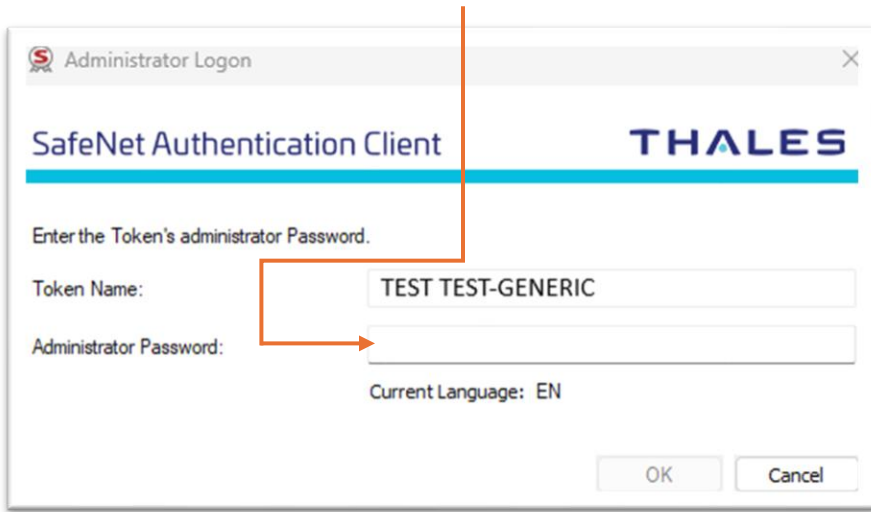 Administrator Logon
SafeNet Authentication Client THALES
Enter the Token's administrator Password.
Token Name: TEST TEST-GENERIC
Administrator Password:
Current Language: EN
OK Cancel